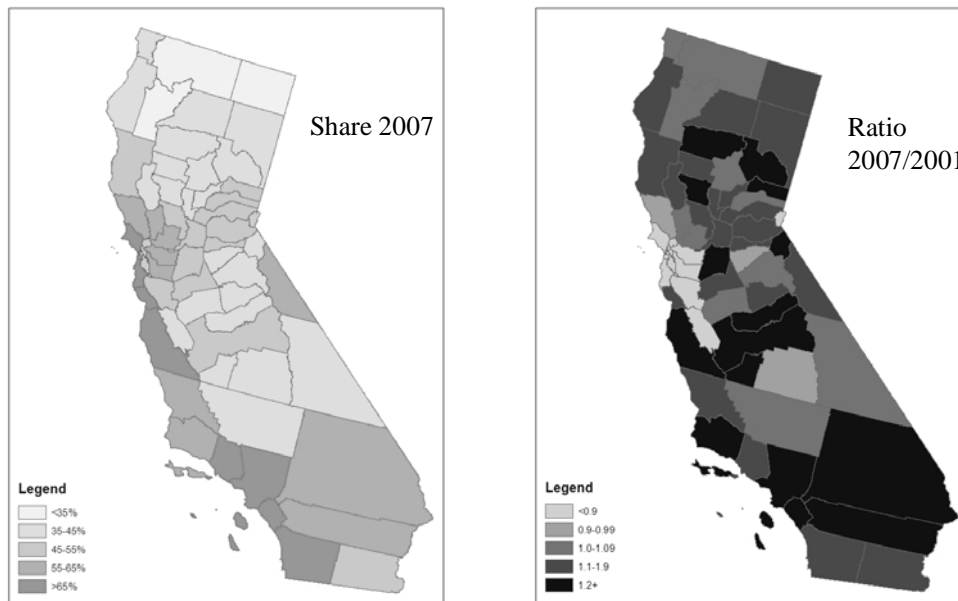 Share 2007
Legend
<35%
35-45%
45-55%
55-65%
>65%
Ratio
2007/2001
Legend
<0.9
0.9-0.99
1.0-1.09
1.1-1.9
1.2+